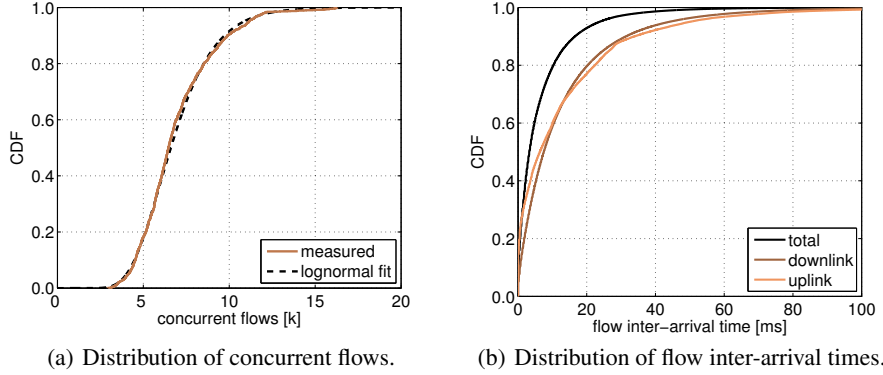 1.0
0.8
0.6
0.4
0.2
0.0
CDF
0 5 10 15 20
concurrent flows [k]
measured
lognormal fit
(a) Distribution of concurrent flows.
1.0
0.8
0.6
0.4
0.2
0.0
CDF
0 20 40 60 80 100
flow inter−arrival time [ms]
total
downlink
uplink
(b) Distribution of flow inter-arrival times.